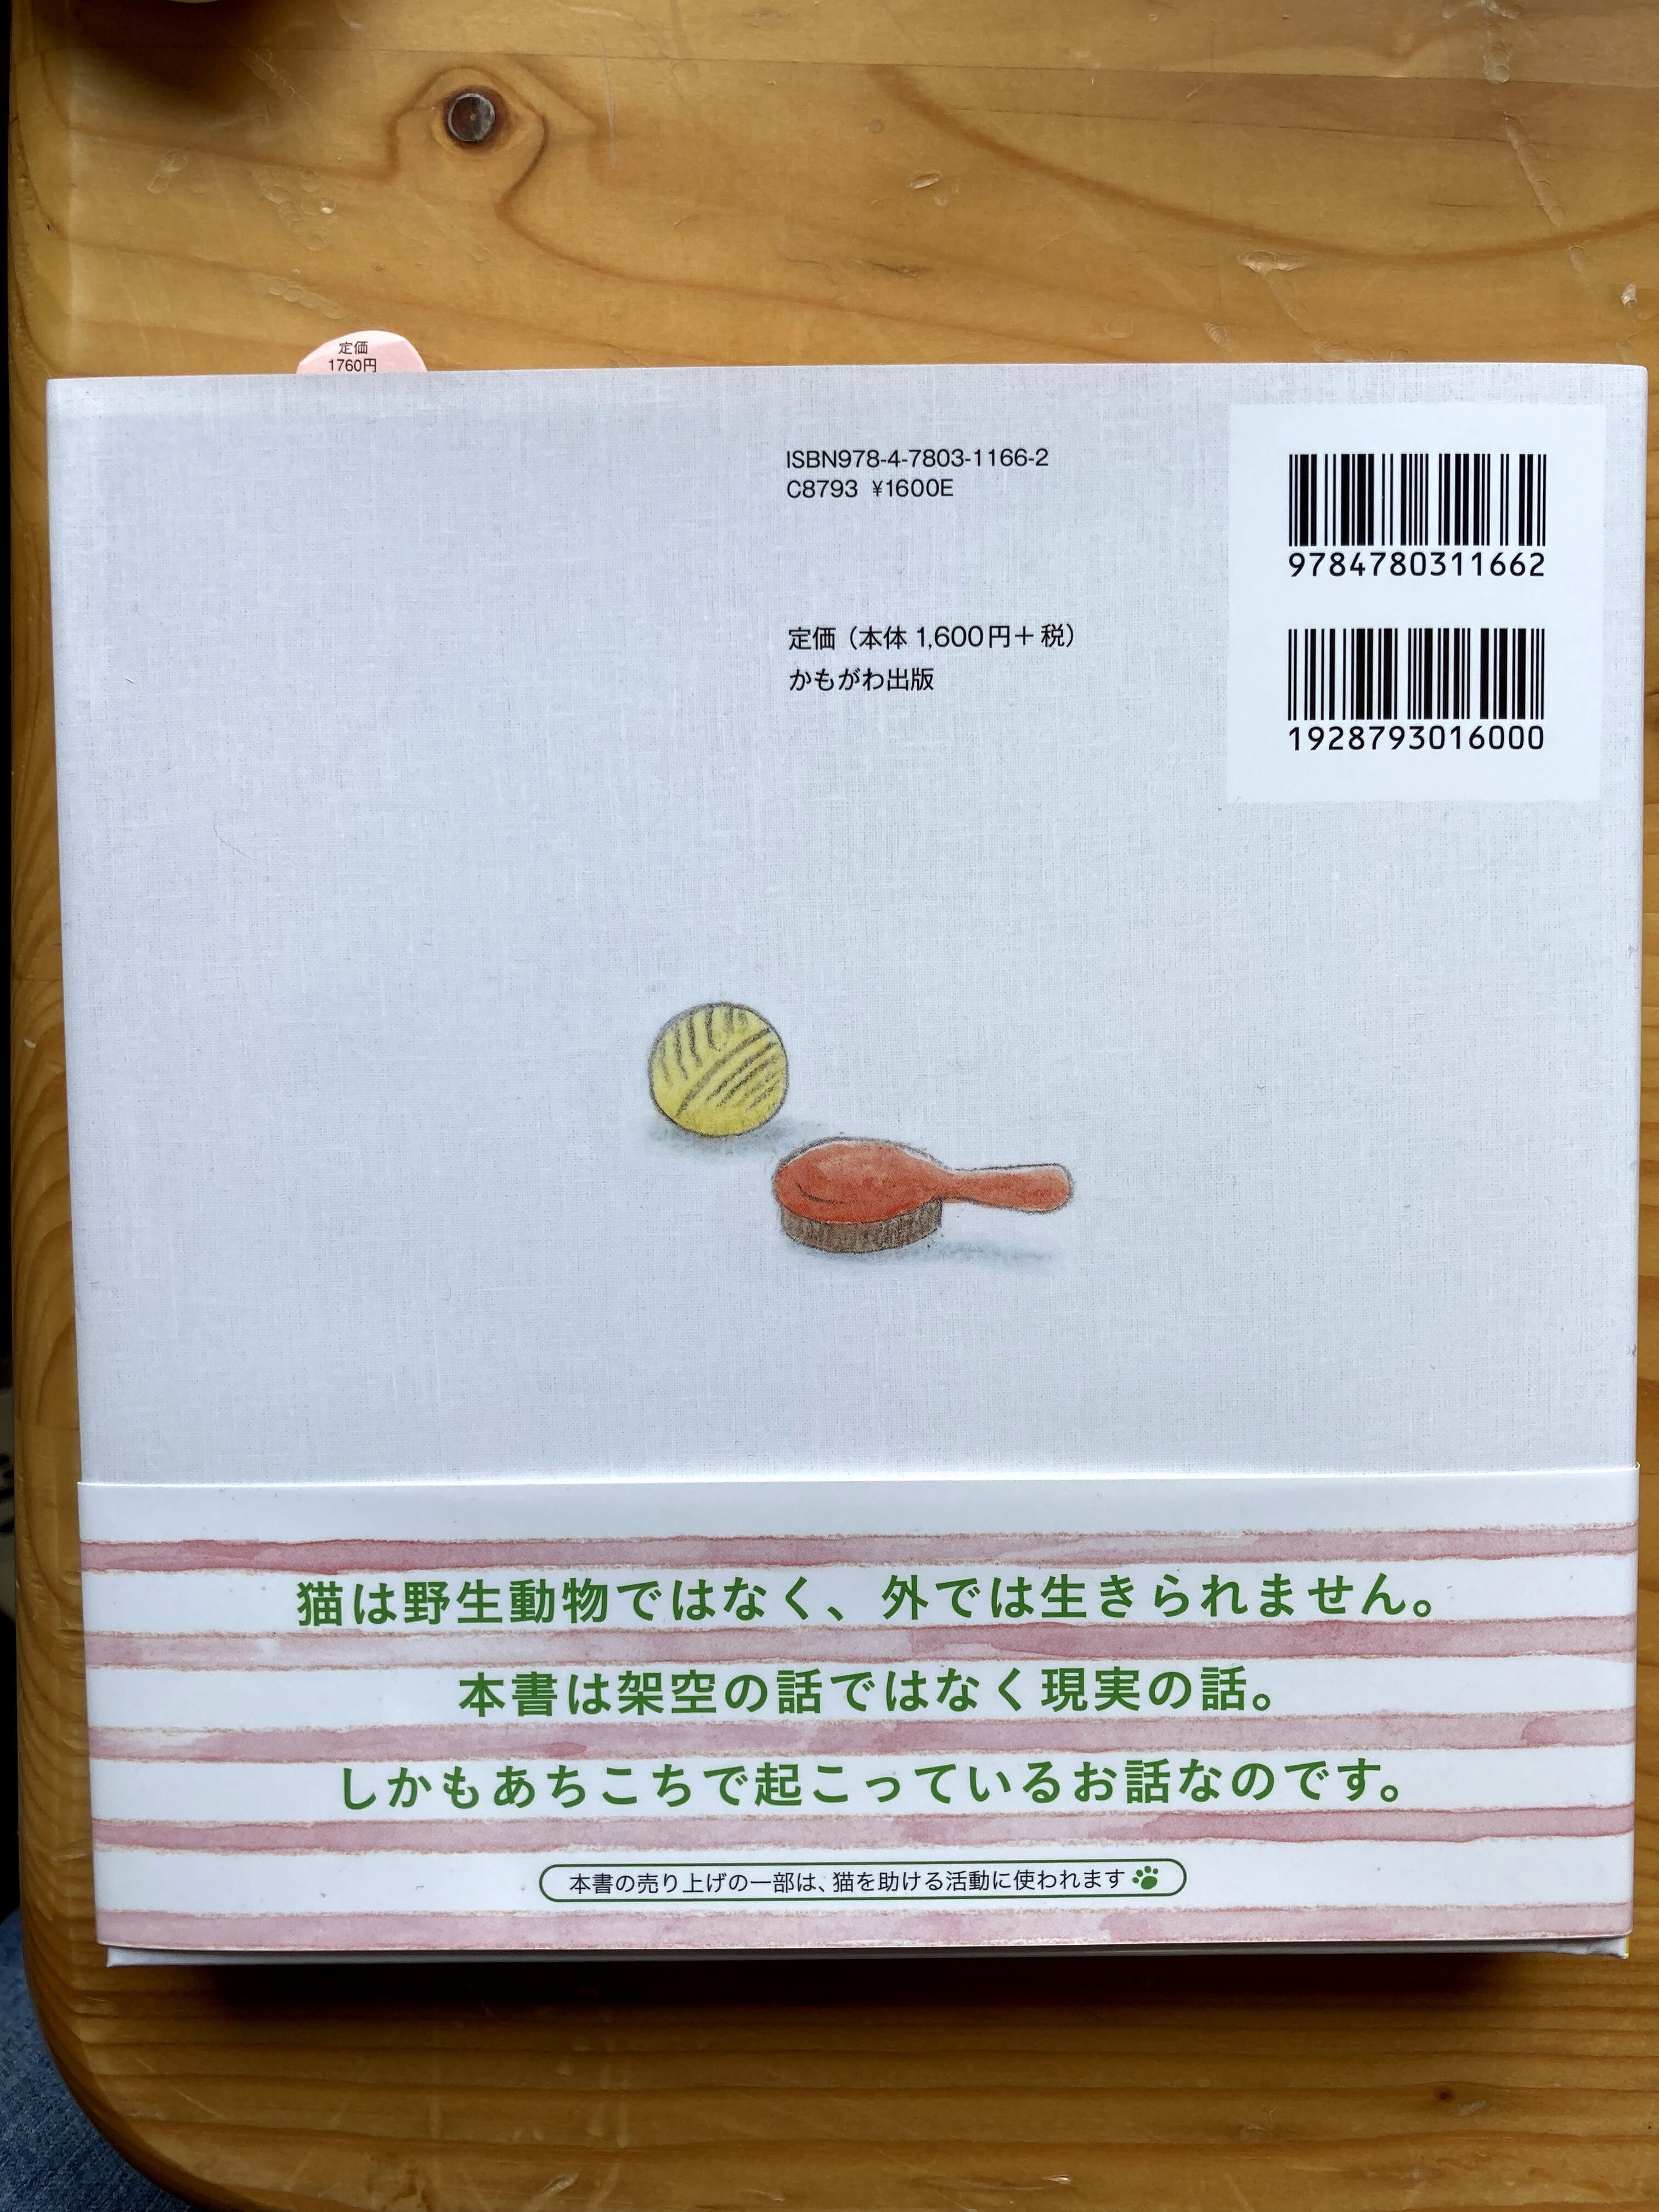 定価
1760円
ISBN978-4-7803-1166-2
C8793 ¥1600E
9784780311662
定価（本体 1,600円＋税）
かもがわ出版
1928793016000
猫は野生動物ではなく、外では生きられません。
本書は架空の話ではなく現実の話。
しかもあちこちで起こっているお話なのです。
本書の売り上げの一部は、猫を助ける活動に使われます